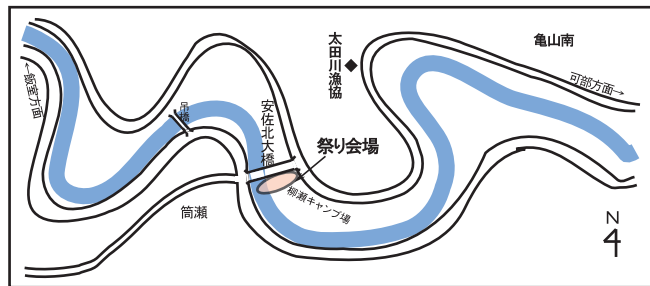 ←飯室方面
吊橋
安佐北大橋
太田川漁協
亀山南
可部方面→
祭り会場
柳瀬キャンプ場
筒瀬
N